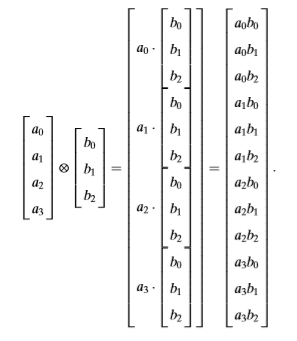 \begin{bmatrix} a_0 \\ a_1 \\ a_2 \\ a_3 \end{bmatrix} \otimes \begin{bmatrix} b_0 \\ b_1 \\ b_2 \end{bmatrix} = \begin{bmatrix} a_0 \cdot \begin{bmatrix} b_0 \\ b_1 \\ b_2 \end{bmatrix} \\ a_1 \cdot \begin{bmatrix} b_0 \\ b_1 \\ b_2 \end{bmatrix} \\ a_2 \cdot \begin{bmatrix} b_0 \\ b_1 \\ b_2 \end{bmatrix} \\ a_3 \cdot \begin{bmatrix} b_0 \\ b_1 \\ b_2 \end{bmatrix} \end{bmatrix} = \begin{bmatrix} a_0b_0 \\ a_0b_1 \\ a_0b_2 \\ a_1b_0 \\ a_1b_1 \\ a_1b_2 \\ a_2b_0 \\ a_2b_1 \\ a_2b_2 \\ a_3b_0 \\ a_3b_1 \\ a_3b_2 \end{bmatrix}.